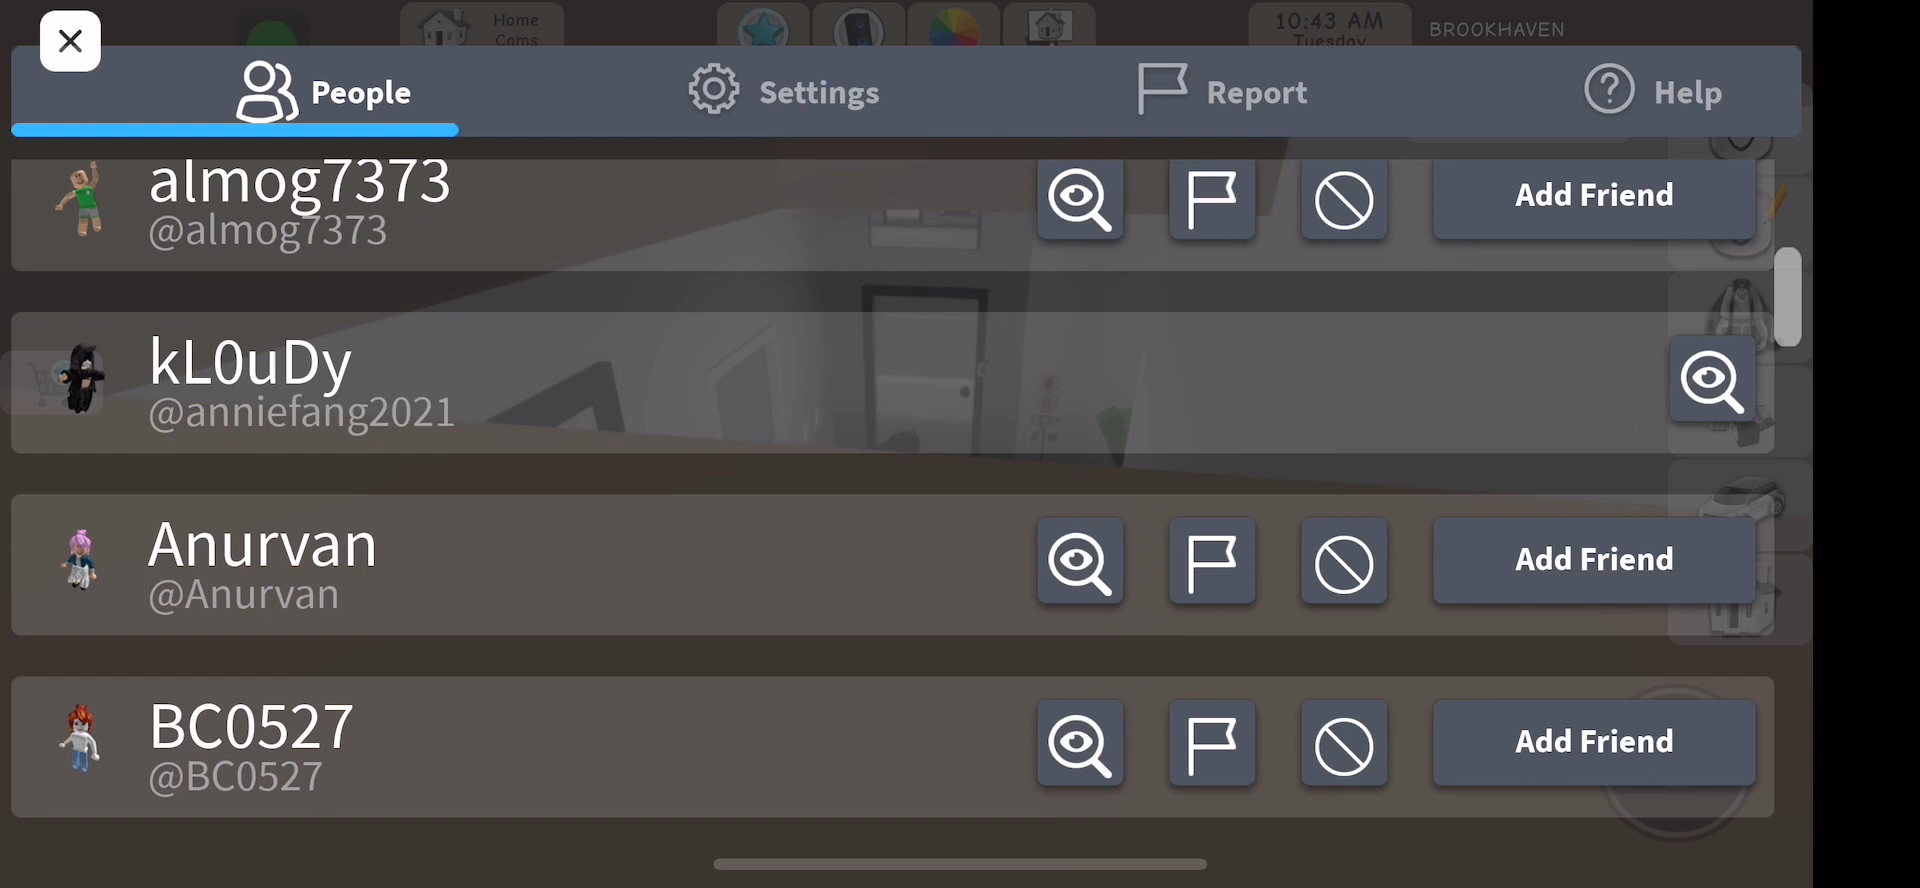 Home
Cams
10:43 AM
Tuesday
BROOKHAVEN
People
Settings
Report
Help
almog7373
@almog7373
Add Friend
kL0uDy
@anniefang2021
Anurvan
@Anurvan
Add Friend
BC0527
@BC0527
Add Friend